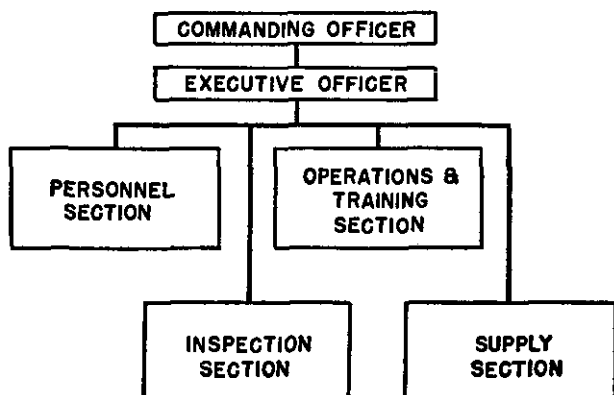 COMMANDING OFFICER
EXECUTIVE OFFICER
PERSONNEL
SECTION
OPERATIONS &
TRAINING
SECTION
INSPECTION
SECTION
SUPPLY
SECTION